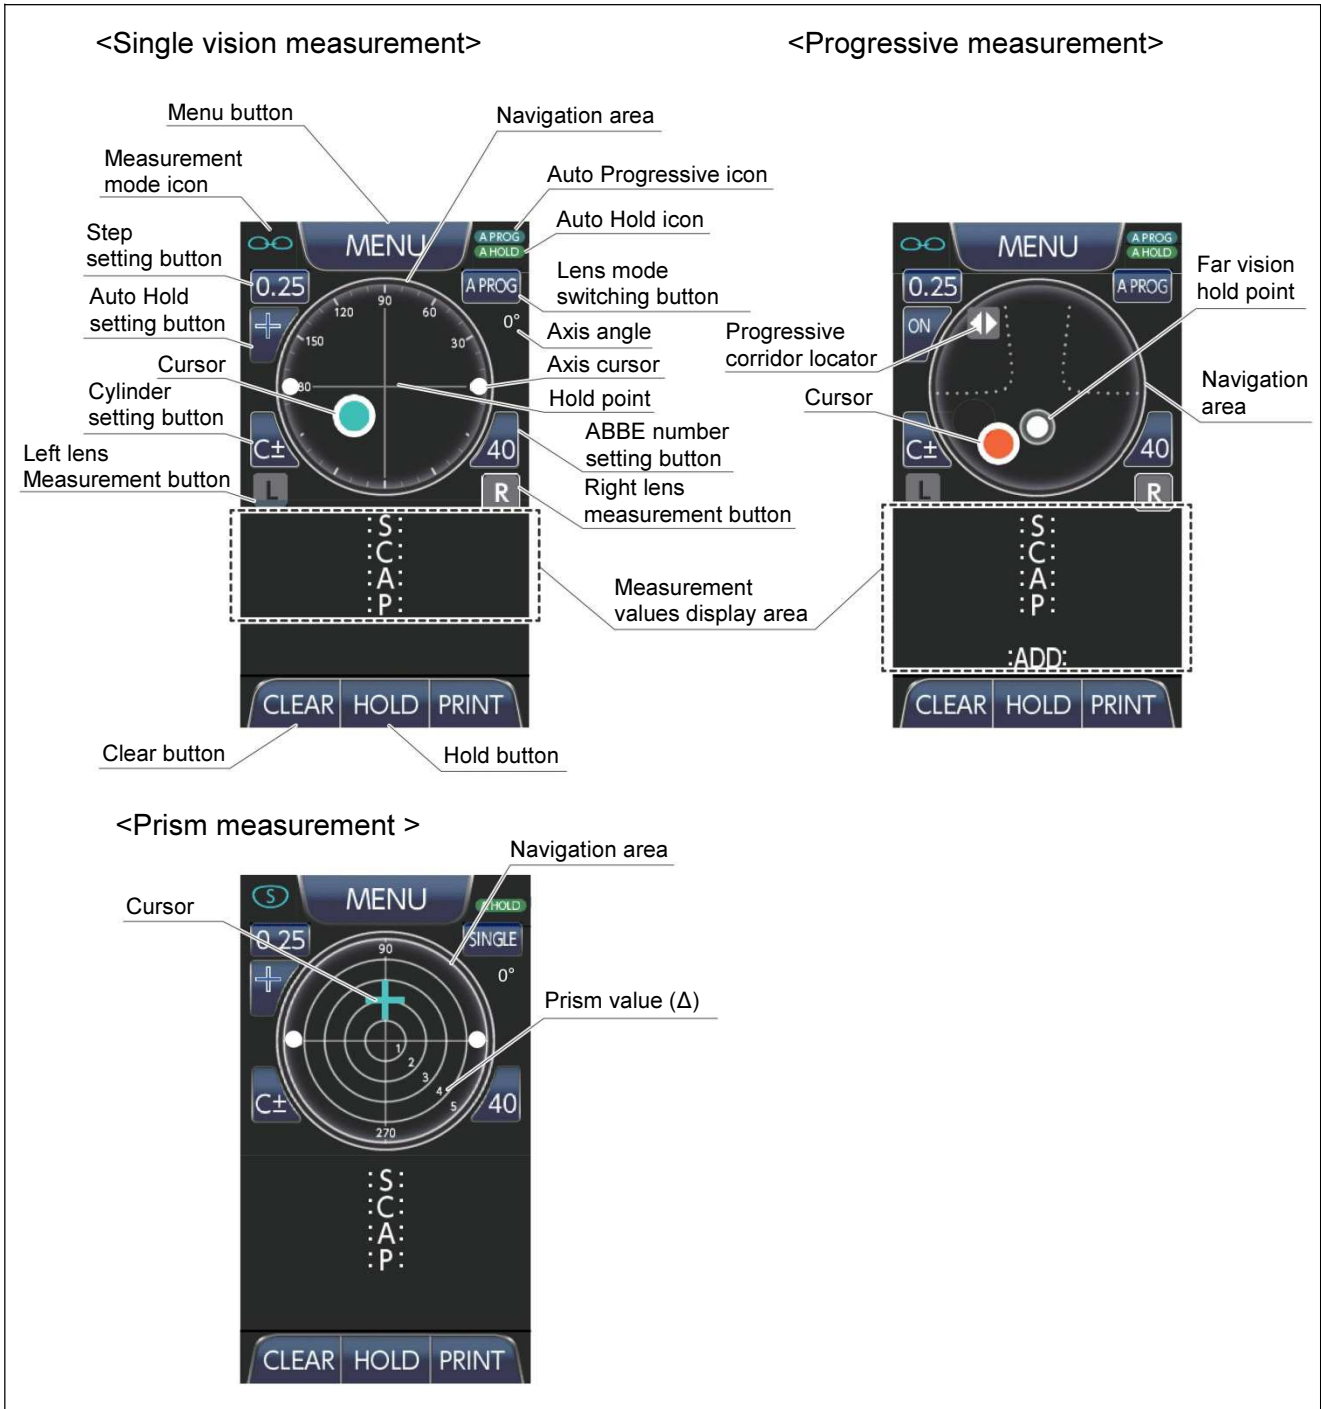 <Single vision measurement>
<Progressive measurement>
Menu button
Navigation area
Measurement
mode icon
Auto Progressive icon
Auto Hold icon
Step
setting button
Lens mode
switching button
Auto Hold
setting button
Axis angle
Cursor
Axis cursor
Cylinder
setting button
Hold point
ABBE number
setting button
Left lens
Measurement button
Right lens
measurement button
MENU
A PROG
A HOLD
0.25
A PROG
90
120
60
0°
150
30
80
C±
40
L
R
:S:
:C:
:A:
:P:
CLEAR
HOLD
PRINT
Clear button
Hold button
Measurement
values display area
MENU
A PROG
A HOLD
0.25
A PROG
ON
Far vision
hold point
Progressive
corridor locator
Cursor
Navigation
area
C±
40
L
R
:S:
:C:
:A:
:P:
:ADD:
CLEAR
HOLD
PRINT
<Prism measurement >
Navigation area
Cursor
Prism value (Δ)
S
MENU
A HOLD
0.25
SINGLE
90
0°
1
2
3
4
5
C±
40
270
:S:
:C:
:A:
:P:
CLEAR
HOLD
PRINT